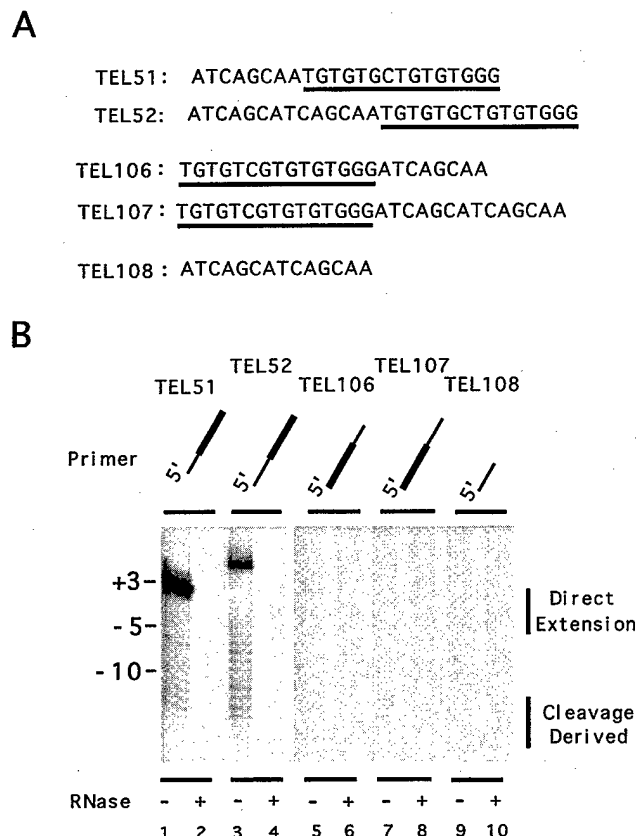 A
TEL51: ATCAGCAATGTGTGCTGTGTGGG
TEL52: ATCAGCATCAGCAATGTGTGCTGTGTGGG
TEL106: TGTGTCGTGTGTGGGATCAGCAA
TEL107: TGTGTCGTGTGTGGGATCAGCATCAGCAA
TEL108: ATCAGCATCAGCAA
B
TEL51 TEL52 TEL106 TEL107 TEL108
Primer 5' 5' 5' 5' 5'
+3
-5
-10
Direct Extension
Cleavage Derived
RNase - + - + - + - + - +
1 2 3 4 5 6 7 8 9 10